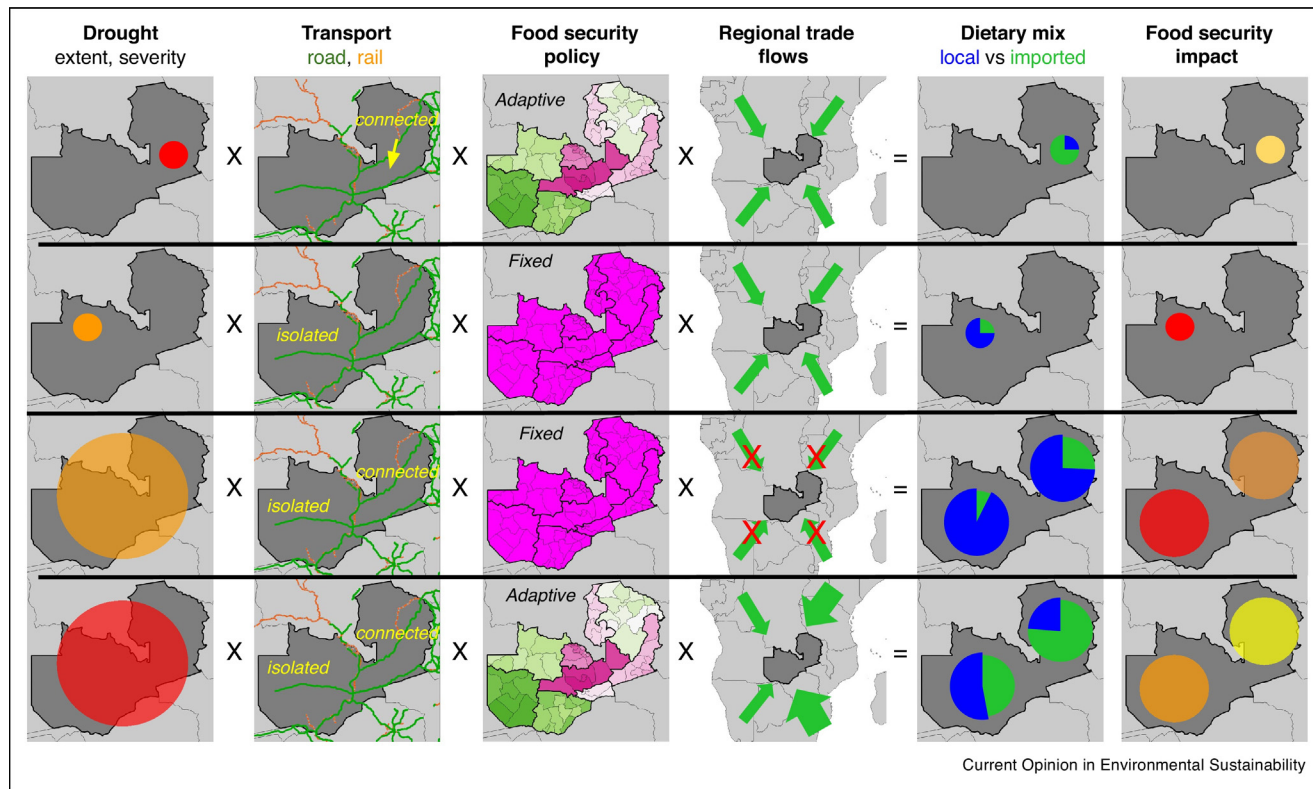 Drought
extent, severity
Transport
road, rail
Food security
policy
Regional trade
flows
Dietary mix
local vs imported
Food security
impact
connected
Adaptive
X X X =
isolated
Fixed
X X X =
isolated
connected
Fixed
X X
X X
X X X =
isolated
connected
Adaptive
X X X =
Current Opinion in Environmental Sustainability